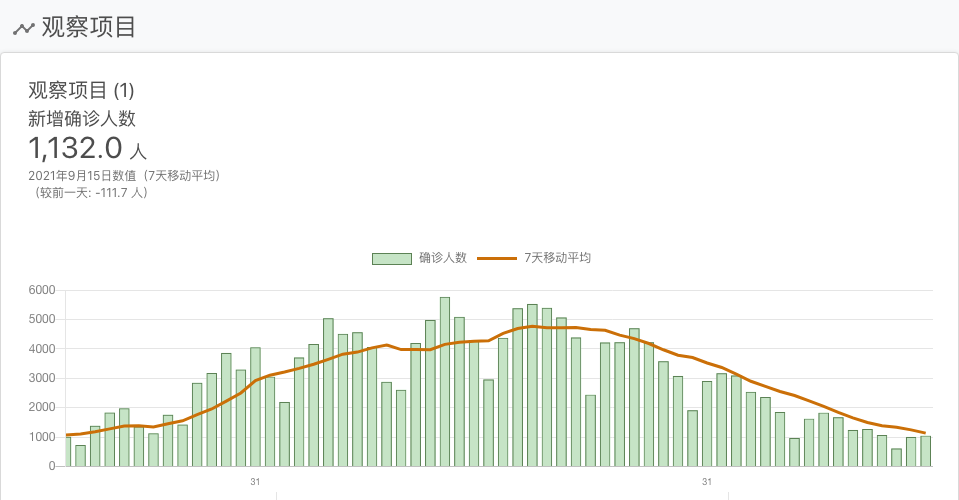 观察项目
观察项目 (1)
新增确诊人数
1,132.0 人
2021年9月15日数值（7天移动平均）
（较前一天: -111.7 人）
确诊人数 7天移动平均
6000
5000
4000
3000
2000
1000
0
31 31